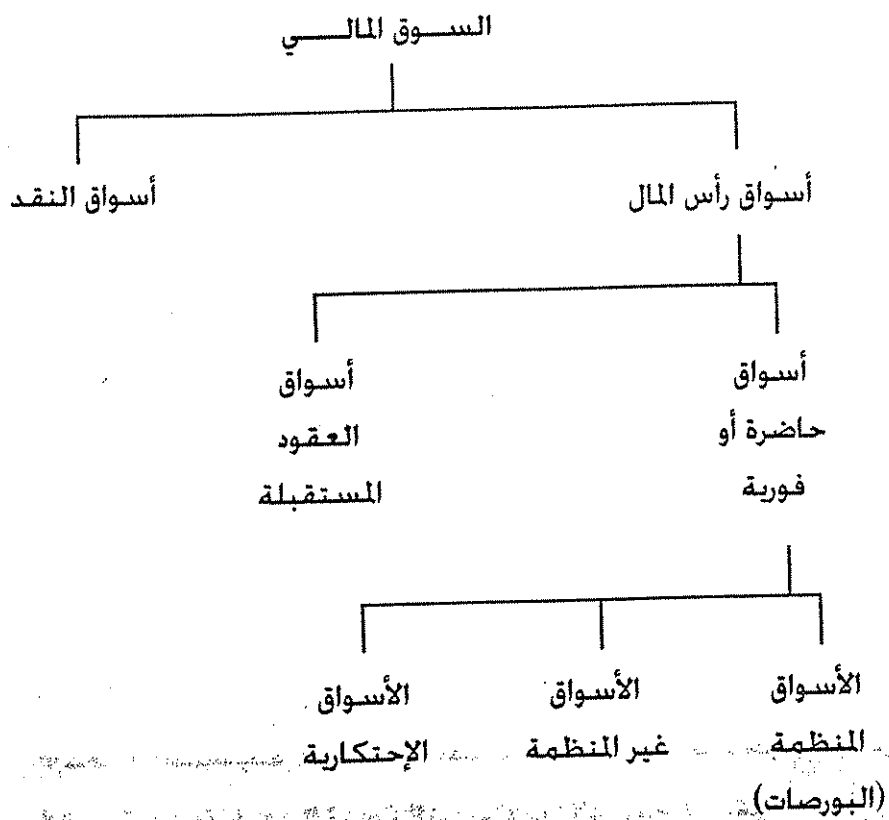 السوق المالي
أسواق رأس المال
أسواق النقد
أسواق
حاضرة أو
فورية
أسواق
العقود
المستقبلة
الأسواق
المنظمة
(البورصات)
الأسواق
غير المنظمة
الأسواق
الإحتكارية